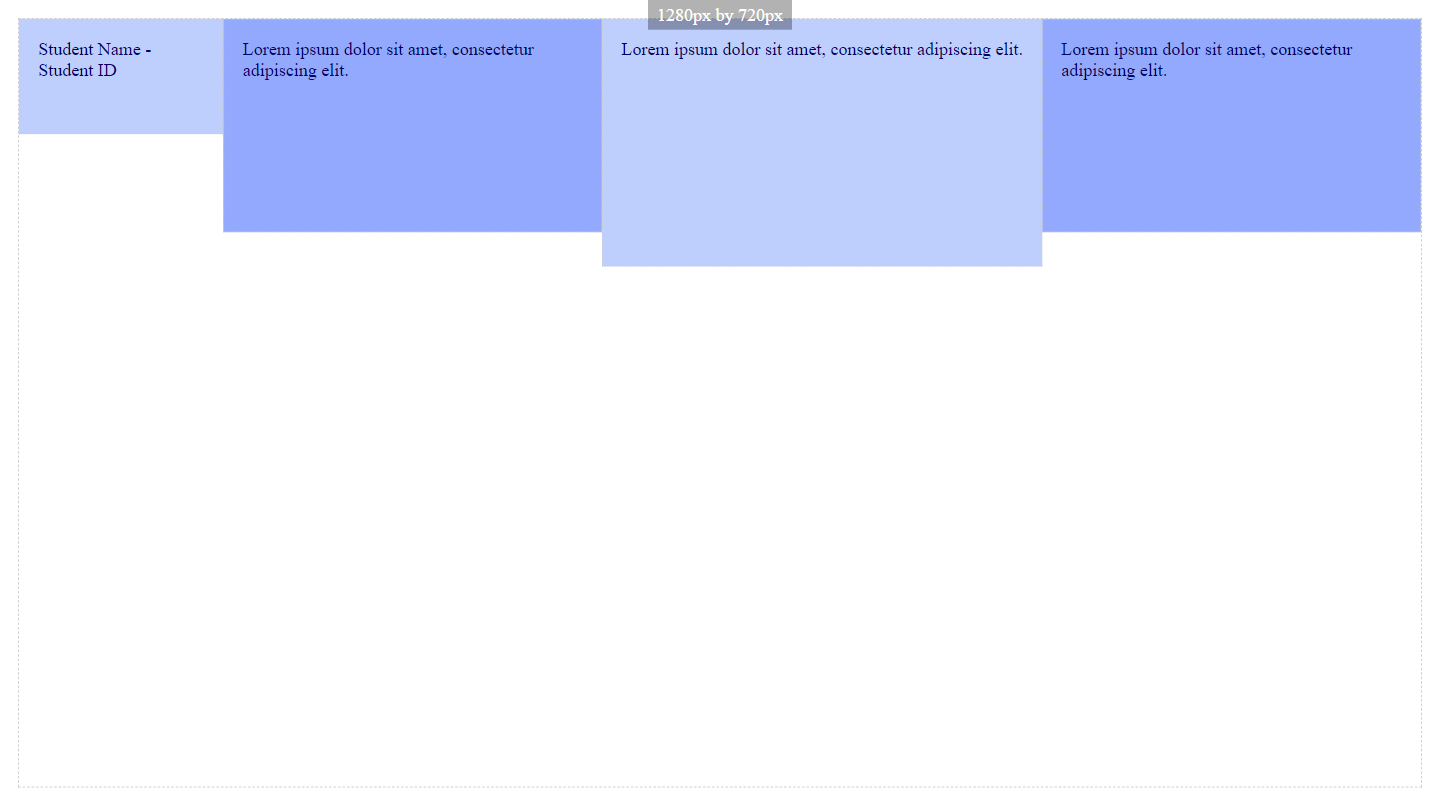 1280px by 720px
Student Name -
Student ID
Lorem ipsum dolor sit amet, consectetur
adipiscing elit.
Lorem ipsum dolor sit amet, consectetur adipiscing elit.
Lorem ipsum dolor sit amet, consectetur
adipiscing elit.